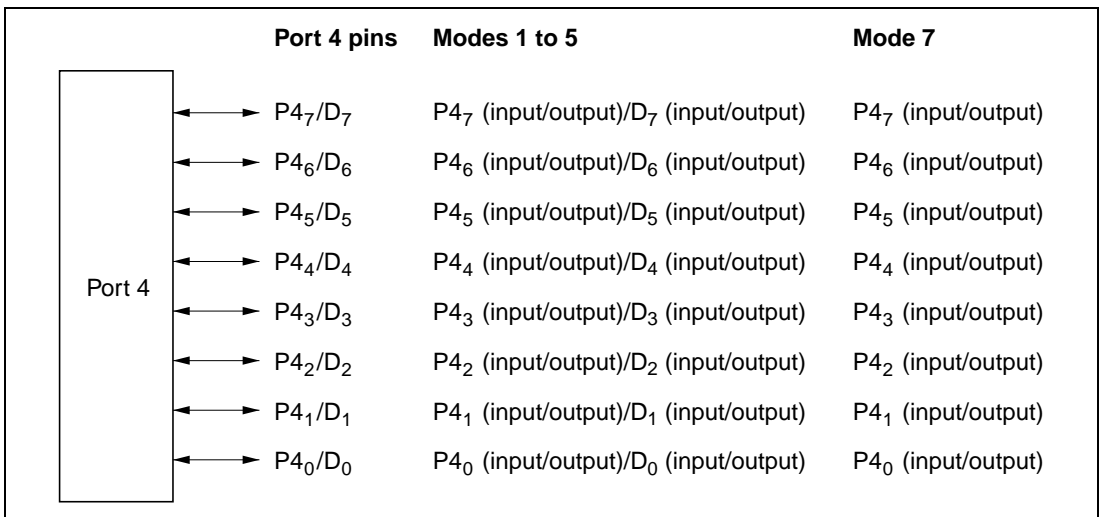 Port 4 pins Modes 1 to 5 Mode 7
P4₇/D₇ P4₇ (input/output)/D₇ (input/output) P4₇ (input/output)
P4₆/D₆ P4₆ (input/output)/D₆ (input/output) P4₆ (input/output)
P4₅/D₅ P4₅ (input/output)/D₅ (input/output) P4₅ (input/output)
P4₄/D₄ P4₄ (input/output)/D₄ (input/output) P4₄ (input/output)
Port 4
P4₃/D₃ P4₃ (input/output)/D₃ (input/output) P4₃ (input/output)
P4₂/D₂ P4₂ (input/output)/D₂ (input/output) P4₂ (input/output)
P4₁/D₁ P4₁ (input/output)/D₁ (input/output) P4₁ (input/output)
P4₀/D₀ P4₀ (input/output)/D₀ (input/output) P4₀ (input/output)